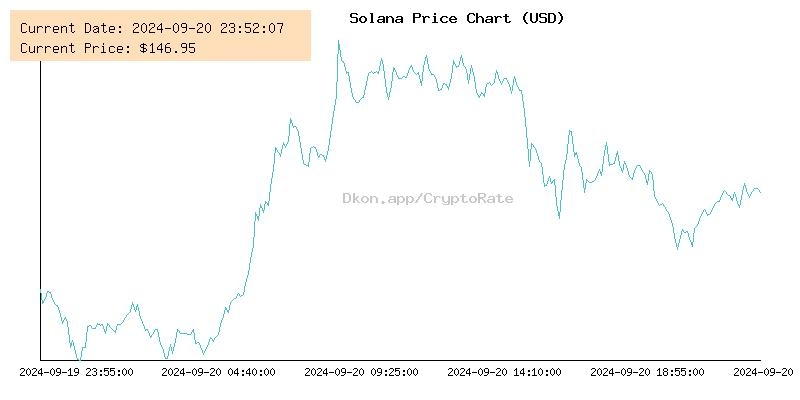 Solana Price Chart (USD)
Current Date: 2024-09-20 23:52:07
Current Price: $146.95
Dkon.app/CryptoRate
2024-09-19 23:55:00
2024-09-20 04:40:00
2024-09-20 09:25:00
2024-09-20 14:10:00
2024-09-20 18:55:00
2024-09-20